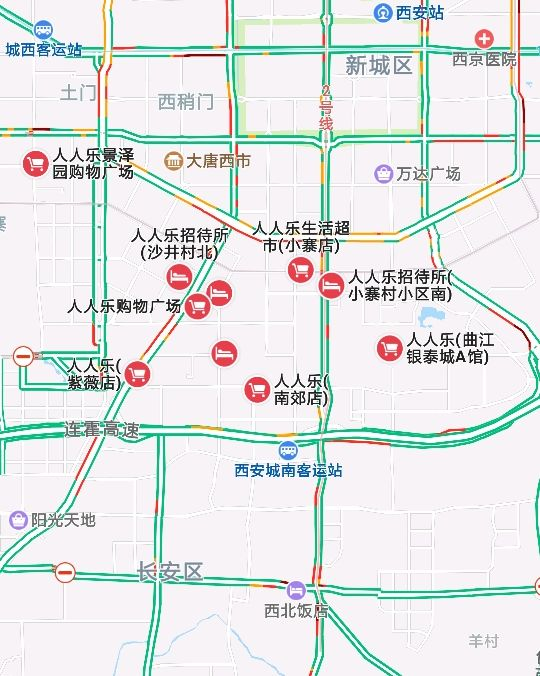 西安站
城西客运站
新城区
西京医院
土门
西稍门
2号线
人人乐景泽
园购物广场
大唐西市
万达广场
寨
人人乐招待所
(沙井村北)
人人乐生活超
市(小寨店)
人人乐招待所(
小寨村小区南)
人人乐购物广场
人人乐(曲江
银泰城A馆)
人人乐(
紫薇店)
人人乐(
南郊店)
连霍高速
西安城南客运站
阳光天地
长安区
西北饭店
羊村